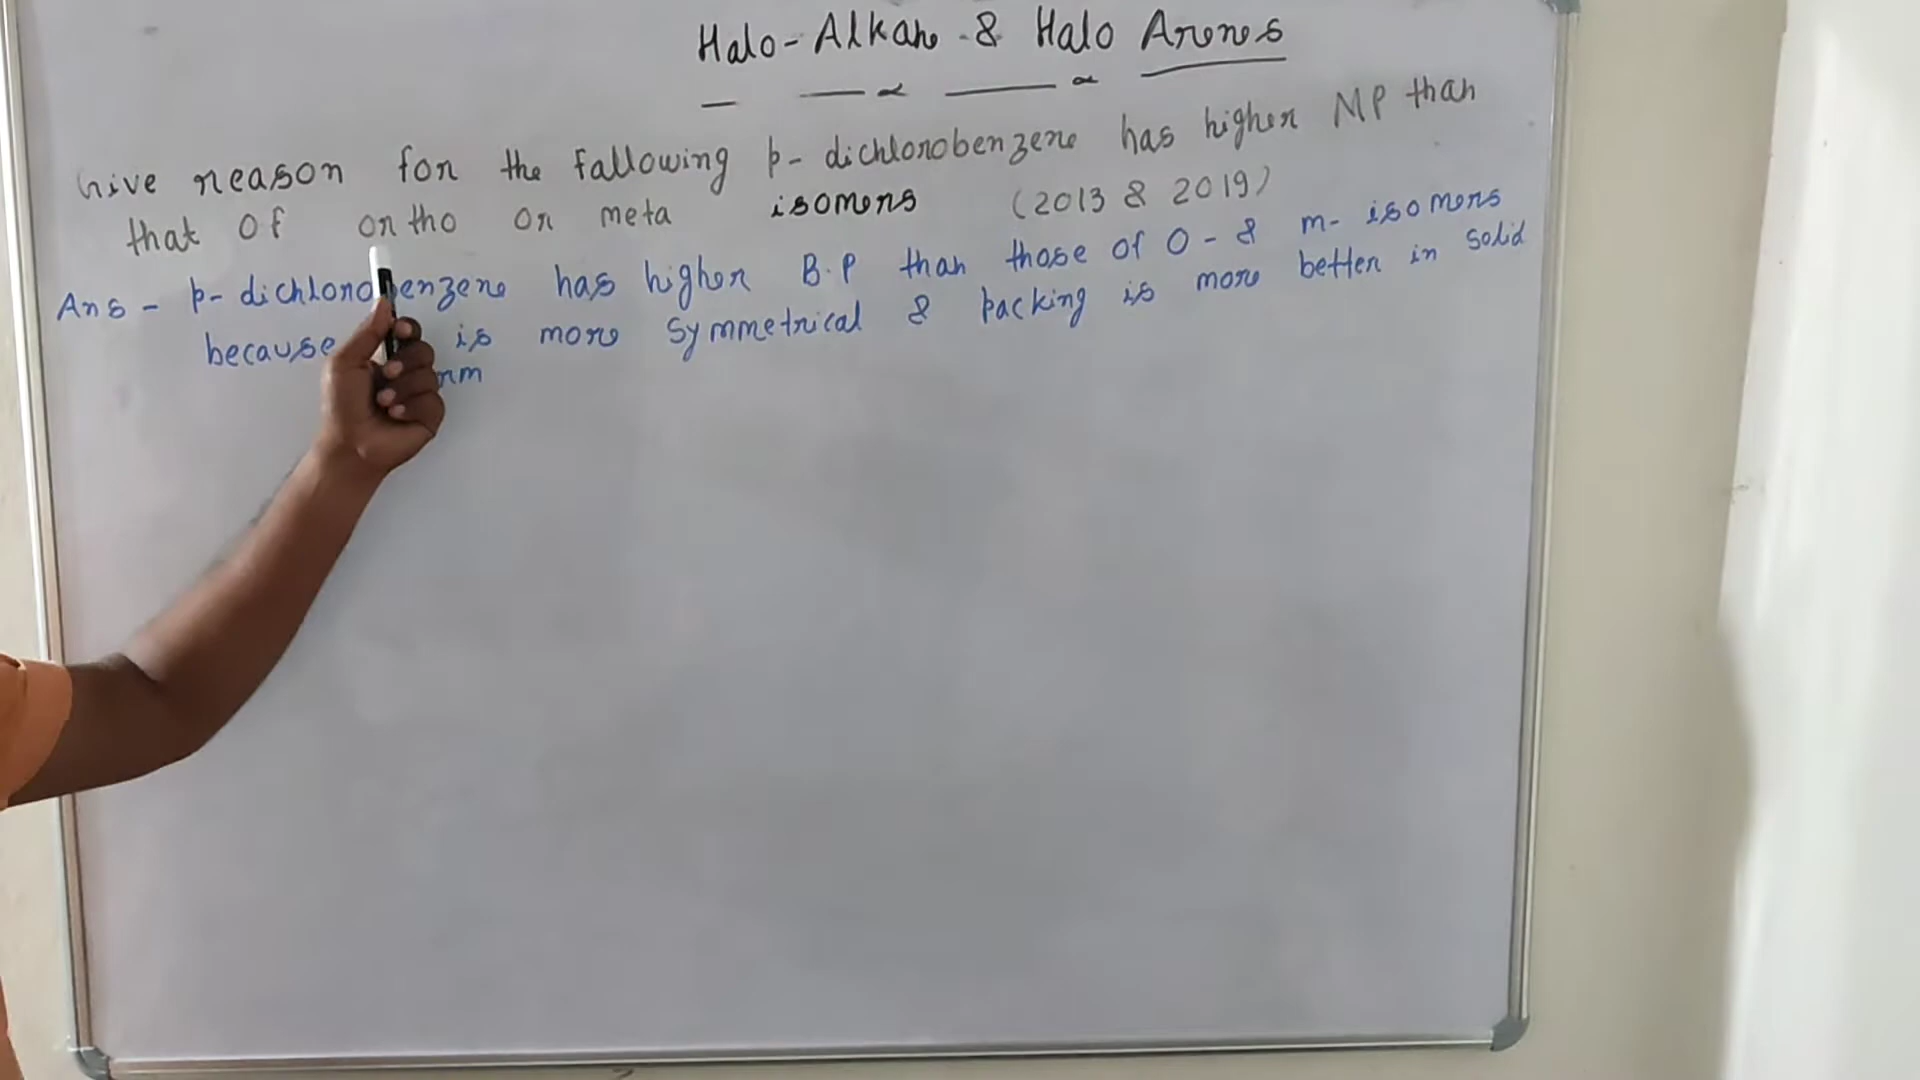 Halo-Alkane & Halo Arenes
Give reason for the fallowing p-dichlorobenzene has higher MP than
that of ortho or meta isomers (2013 & 2019)
Ans - p-dichlorobenzene has higher B.P than those of O- & m- isomers
because is more symmetrical & packing is more better in solid